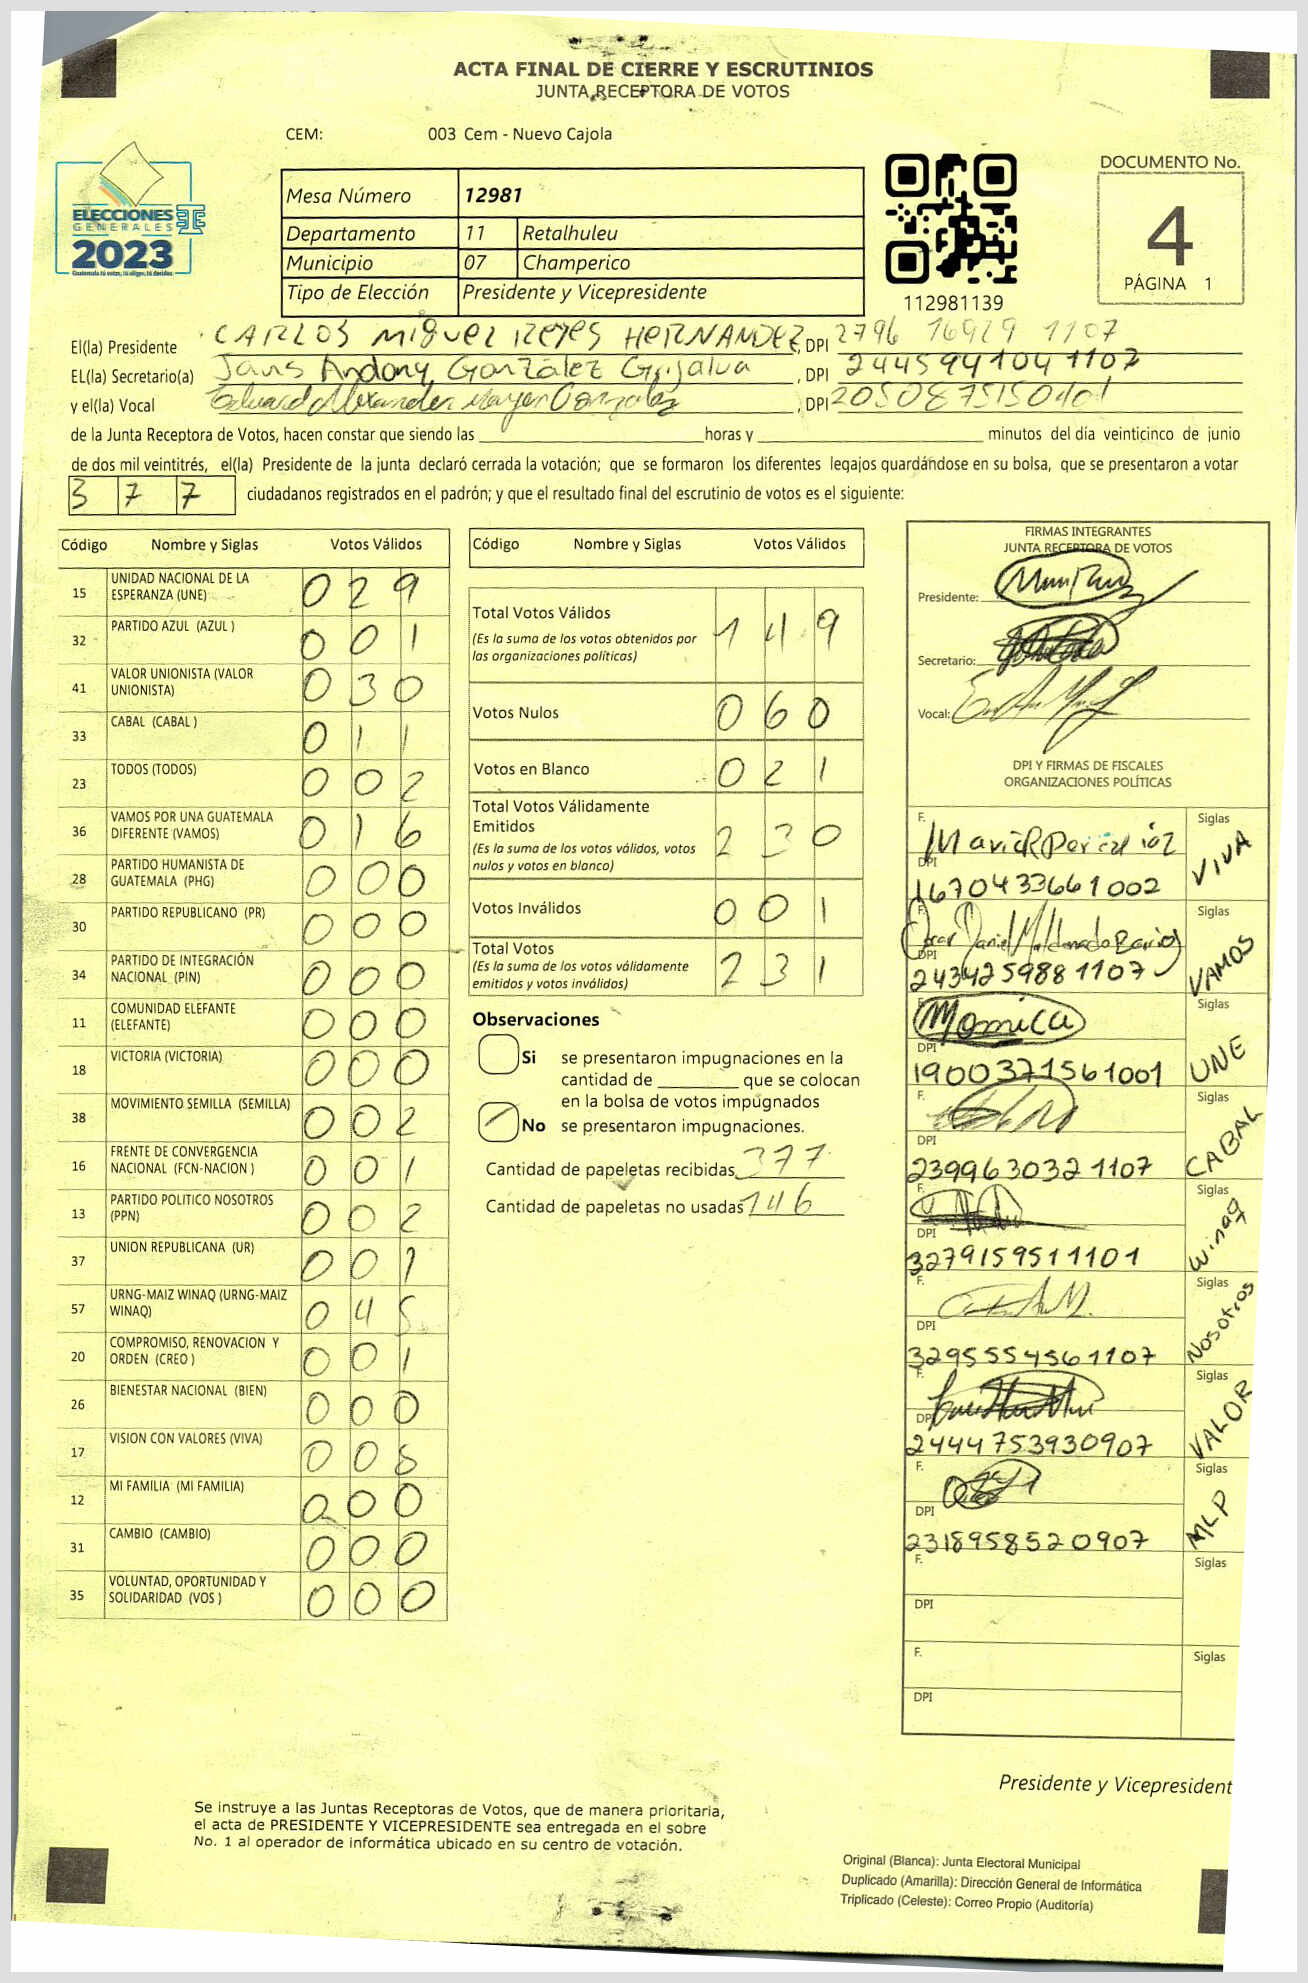 ACTA FINAL DE CIERRE Y ESCRUTINIOS
JUNTA RECEPTORA DE VOTOS
CEM: 003 Cem - Nuevo Cajola
ELECCIONES
GENERALES
2023
Guatemala tú votas, tú eliges, tú decides
Mesa Número 12981
Departamento 11 Retalhuleu
Municipio 07 Champerico
Tipo de Elección Presidente y Vicepresidente
112981139
DOCUMENTO No.
4
PÁGINA 1
El(la) Presidente CARLOS MIGUEL REYES HERNANDEZ, DPI 2796 16929 1107
EL(la) Secretario(a) Jans Andony González Grijalva, DPI 244594104 1107
y el(la) Vocal Eduard Alexander Mayen Gonzalez, DPI 2050875150101
de la Junta Receptora de Votos, hacen constar que siendo las horas y minutos del día veinticinco de junio
de dos mil veintitrés, el(la) Presidente de la junta declaró cerrada la votación; que se formaron los diferentes legajos guardándose en su bolsa, que se presentaron a votar
3 7 7 ciudadanos registrados en el padrón; y que el resultado final del escrutinio de votos es el siguiente:
Código Nombre y Siglas Votos Válidos
15 UNIDAD NACIONAL DE LA ESPERANZA (UNE) 0 2 9
32 PARTIDO AZUL (AZUL ) 0 0 1
41 VALOR UNIONISTA (VALOR UNIONISTA) 0 3 0
33 CABAL (CABAL ) 0 1 1
23 TODOS (TODOS) 0 0 2
36 VAMOS POR UNA GUATEMALA DIFERENTE (VAMOS) 0 1 6
28 PARTIDO HUMANISTA DE GUATEMALA (PHG) 0 0 0
30 PARTIDO REPUBLICANO (PR) 0 0 0
34 PARTIDO DE INTEGRACIÓN NACIONAL (PIN) 0 0 0
11 COMUNIDAD ELEFANTE (ELEFANTE) 0 0 0
18 VICTORIA (VICTORIA) 0 0 0
38 MOVIMIENTO SEMILLA (SEMILLA) 0 0 2
16 FRENTE DE CONVERGENCIA NACIONAL (FCN-NACION ) 0 0 1
13 PARTIDO POLITICO NOSOTROS (PPN) 0 0 2
37 UNION REPUBLICANA (UR) 0 0 1
57 URNG-MAIZ WINAQ (URNG-MAIZ WINAQ) 0 4 5
20 COMPROMISO, RENOVACION Y ORDEN (CREO ) 0 0 1
26 BIENESTAR NACIONAL (BIEN) 0 0 0
17 VISION CON VALORES (VIVA) 0 0 8
12 MI FAMILIA (MI FAMILIA) 0 0 0
31 CAMBIO (CAMBIO) 0 0 0
35 VOLUNTAD, OPORTUNIDAD Y SOLIDARIDAD (VOS ) 0 0 0
Código Nombre y Siglas Votos Válidos
Total Votos Válidos 1 4 9
(Es la suma de los votos obtenidos por
las organizaciones políticas)
Votos Nulos 0 6 0
Votos en Blanco 0 2 1
Total Votos Válidamente
Emitidos 2 3 0
(Es la suma de los votos válidos, votos
nulos y votos en blanco)
Votos Inválidos 0 0 1
Total Votos 2 3 1
(Es la suma de los votos válidamente
emitidos y votos inválidos)
Observaciones
Si se presentaron impugnaciones en la
cantidad de que se colocan
en la bolsa de votos impugnados
No se presentaron impugnaciones.
Cantidad de papeletas recibidas 377
Cantidad de papeletas no usadas 146
FIRMAS INTEGRANTES
JUNTA RECEPTORA DE VOTOS
Presidente:
Secretario:
Vocal:
DPI Y FIRMAS DE FISCALES
ORGANIZACIONES POLÍTICAS
F. Siglas
DPI 1670433661002 VIVA
F. Oscar Daniel Maldonado Barrios Siglas
DPI 2434259881107 VAMOS
F. Monica Siglas
DPI 1900371561001 UNE
F. Siglas
DPI 2399630321107 CABAL
F. Siglas
DPI 3279159511101 Winaq
F. Siglas
DPI 3295554561107 Nosotros
F. Siglas
DPI 2444753930907 VALOR
F. Siglas
DPI 2318958520907 MLP
F. Siglas
DPI
F. Siglas
DPI
Presidente y Vicepresident
Se instruye a las Juntas Receptoras de Votos, que de manera prioritaria,
el acta de PRESIDENTE Y VICEPRESIDENTE sea entregada en el sobre
No. 1 al operador de informática ubicado en su centro de votación.
Original (Blanca): Junta Electoral Municipal
Duplicado (Amarilla): Dirección General de Informática
Triplicado (Celeste): Correo Propio (Auditoría)